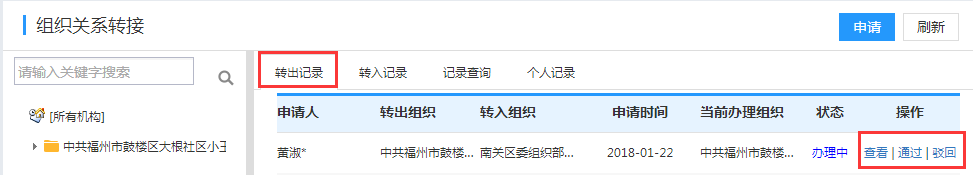 组织关系转接
申请 刷新
请输入关键字搜索
转出记录 转入记录 记录查询 个人记录
申请人 转出组织 转入组织 申请时间 当前办理组织 状态 操作
[所有机构]
中共福州市鼓楼区大根社区小王
黄淑* 中共福州市鼓楼... 南关区委组织部... 2018-01-22 中共福州市鼓楼... 办理中 查看 | 通过 | 驳回